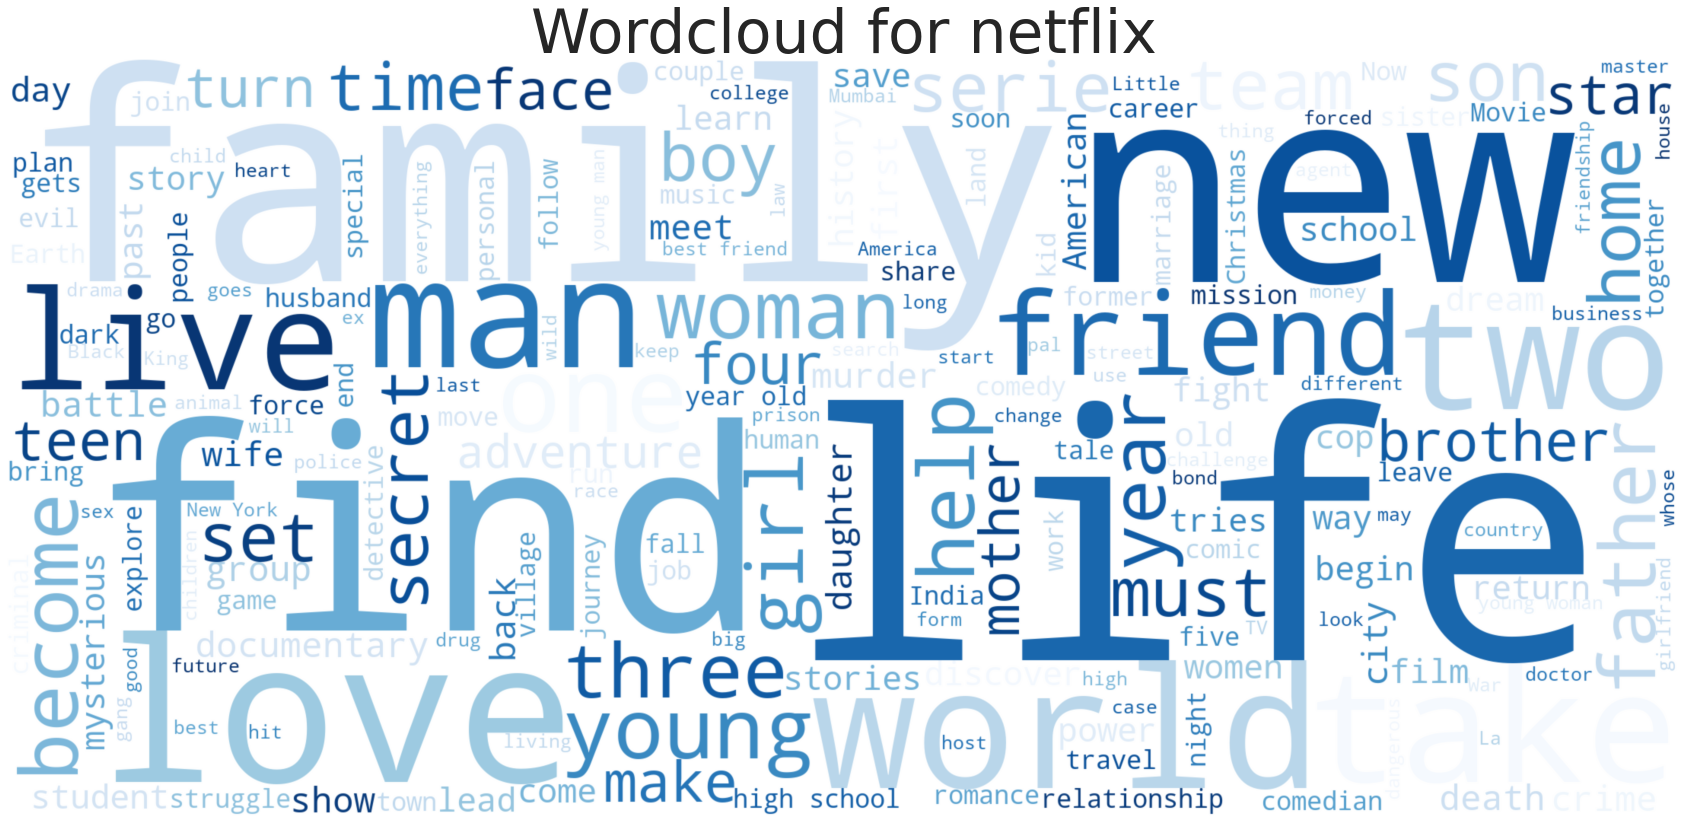 Wordcloud for netflix
day
join
turn
time
face
couple
college
save
Mumbai
serie
Little
career
team
Now
son
sister
Movie
star
master
house
family
learn
soon
American
thing
forced
new
friendship
home
plan
gets
child
heart
story
special
everything
personal
follow
young man
boy
music
law
history
first
land
marriage
Christmas
agent
school
evil
Earth
past
people
meet
best friend
America
share
kid
together
drama
goes
husband
ex
live
go
dark
Black
King
man
wild
woman
keep
four
long
search
start
friend
former
mission
money
pal
street
use
dream
business
two
end
last
secret
one
murder
comedy
fight
different
battle
animal
force
will
move
year old
prison
human
adventure
teen
wife
police
bring
find
detective
run
race
girl
daughter
life
help
change
mother
tale
year
old
challenge
bond
cop
brother
leave
father
whose
become
sex
mysterious
explore
New York
children
set
group
game
criminal
back
village
journey
fall
job
India
form
work
tries
comic
must
way
may
begin
country
return
young woman
girlfriend
look
city
five
TV
documentary
drug
big
good
future
gang
best
hit
love
living
three
young
stories
discover
high
women
film
War
doctor
world
host
power
case
travel
night
dangerous
La
take
student
struggle
show
town
lead
come
make
high school
romance
relationship
comedian
death
crime